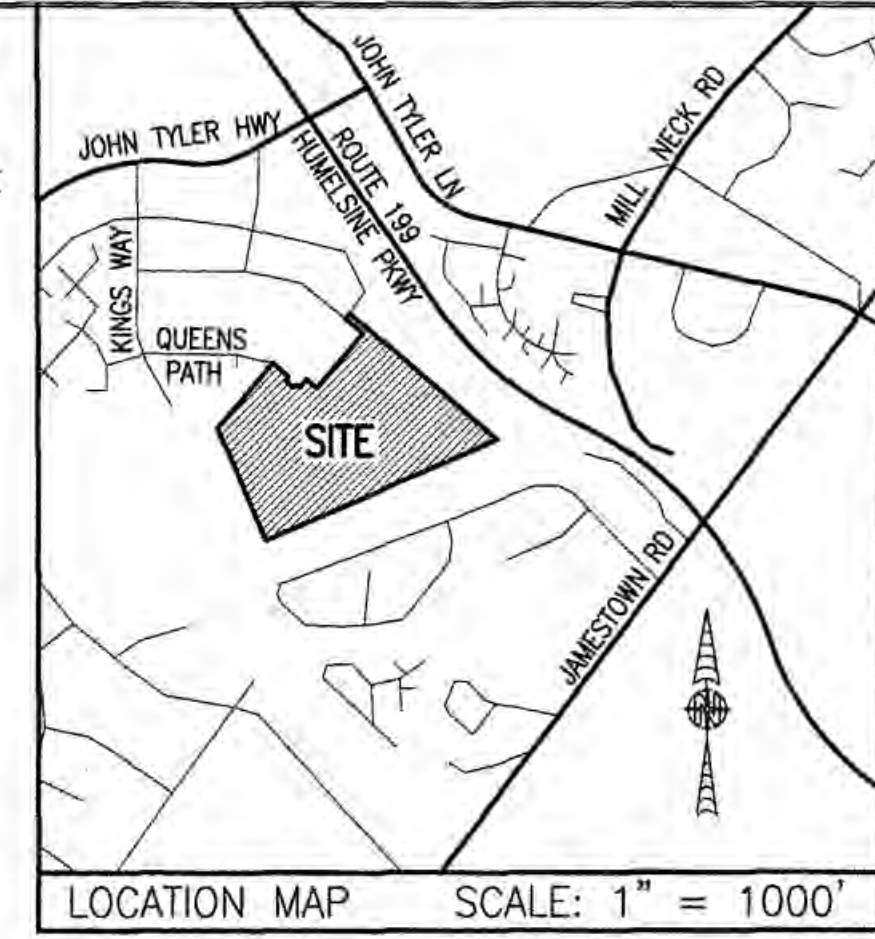 JOHN TYLER HWY
JOHN TYLER LN
ROUTE 199
HUMELSINE PKWY
MILL NECK RD
KINGS WAY
QUEENS
PATH
SITE
JAMESTOWN RD
LOCATION MAP SCALE: 1" = 1000'